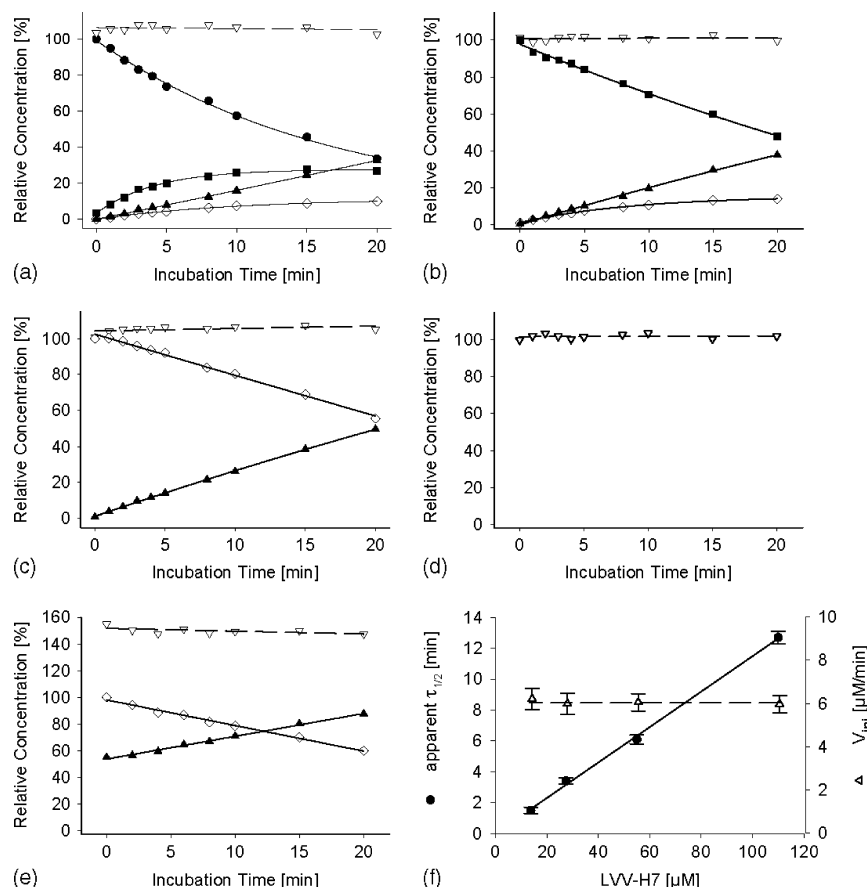 Relative Concentration [%]
120
100
80
60
40
20
0
0 5 10 15 20
(a) Incubation Time [min]
Relative Concentration [%]
100
80
60
40
20
0
0 5 10 15 20
(b) Incubation Time [min]
Relative Concentration [%]
100
80
60
40
20
0
0 5 10 15 20
(c) Incubation Time [min]
Relative Concentration [%]
100
80
60
40
20
0
0 5 10 15 20
(d) Incubation Time [min]
Relative Concentration [%]
160
140
120
100
80
60
40
20
0
0 5 10 15 20
(e) Incubation Time [min]
apparent τ1/2 [min]
14
12
10
8
6
4
2
0
10
8
6
4
2
0
Vini [µM/min]
20 40 60 80 100 120
(f) LVV-H7 [µM]